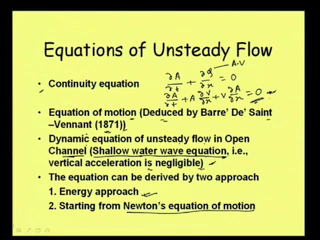 Equations of Unsteady Flow
A·V
• Continuity equation ∂A/∂t + ∂Q/∂x = 0
∂A/∂t + A ∂V/∂x + V ∂A/∂x = 0
• Equation of motion (Deduced by Barre' De' Saint
–Vennant (1871))
• Dynamic equation of unsteady flow in Open
Channel (Shallow water wave equation, i.e.,
vertical acceleration is negligible)
• The equation can be derived by two approach
1. Energy approach
2. Starting from Newton's equation of motion